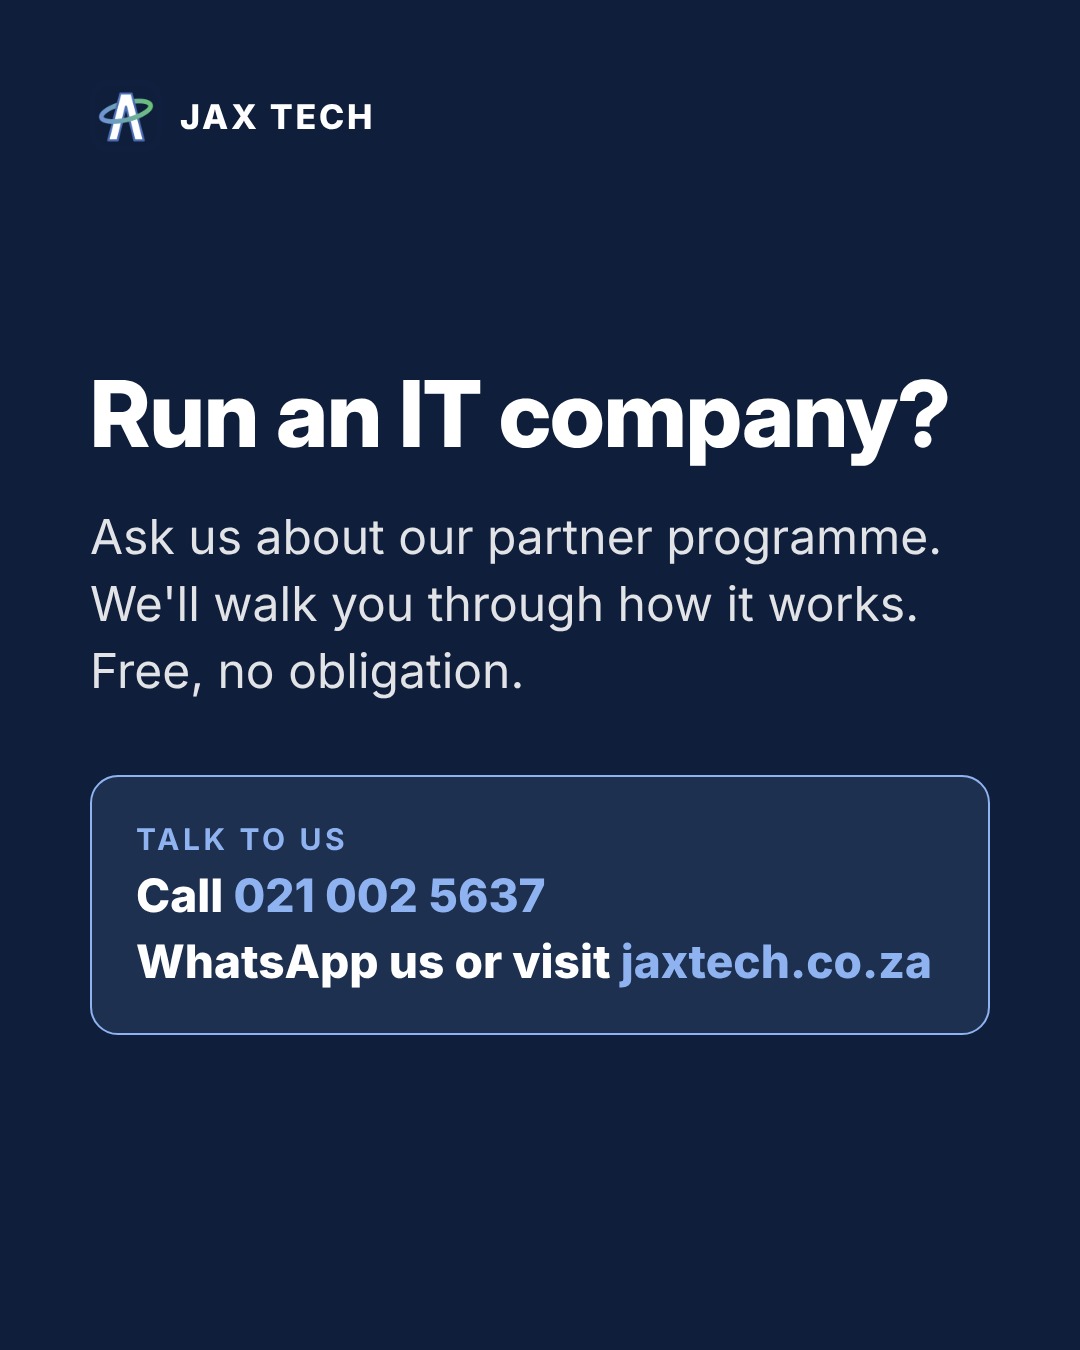 JAX TECH
Run an IT company?
Ask us about our partner programme.
We'll walk you through how it works.
Free, no obligation.
TALK TO US
Call 021 002 5637
WhatsApp us or visit jaxtech.co.za